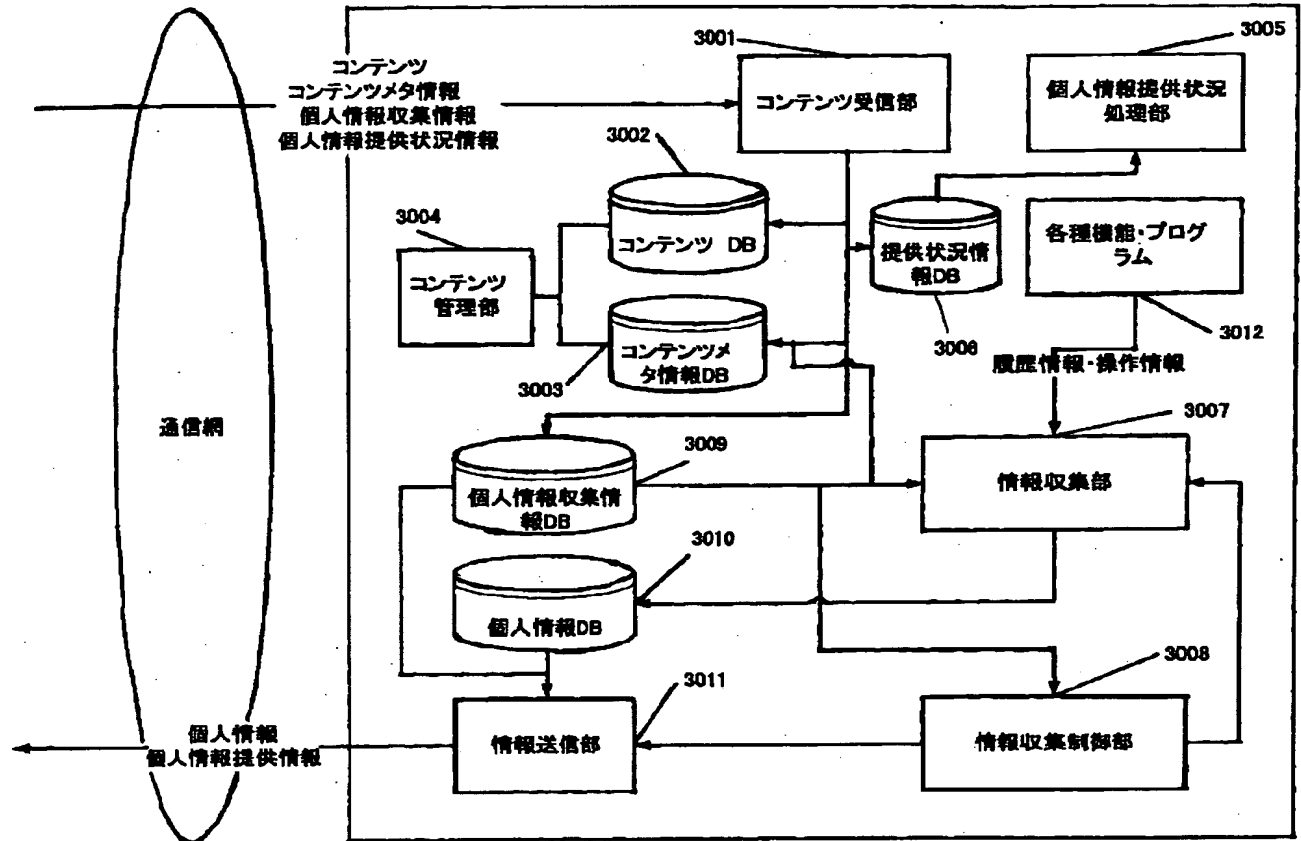 3001
3005
コンテンツ
コンテンツメタ情報
個人情報収集情報
個人情報提供状況情報
コンテンツ受信部
個人情報提供状況
処理部
3002
3004
コンテンツ DB
提供状況情
報DB
各種機能・プログ
ラム
コンテンツ
管理部
3006
3012
コンテンツメ
タ情報DB
3003
履歴情報・操作情報
通信網
3009
3007
個人情報収集情
報DB
情報収集部
3010
個人情報DB
3008
3011
個人情報
個人情報提供情報
情報送信部
情報収集制御部